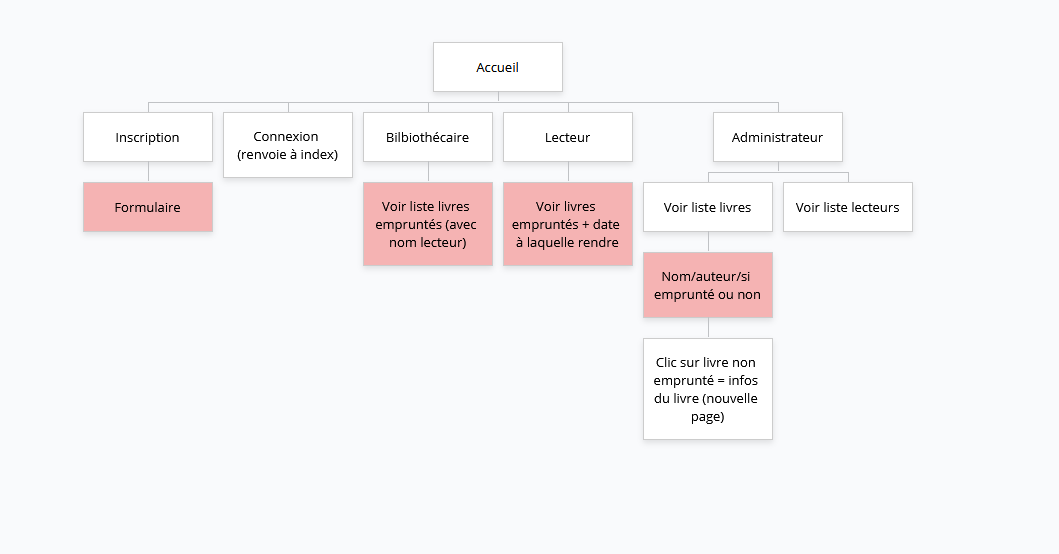 Accueil
Inscription
Connexion
(renvoie à index)
Bilbiothécaire
Lecteur
Administrateur
Formulaire
Voir liste livres
empruntés (avec
nom lecteur)
Voir livres
empruntés + date
à laquelle rendre
Voir liste livres
Voir liste lecteurs
Nom/auteur/si
emprunté ou non
Clic sur livre non
emprunté = infos
du livre (nouvelle
page)